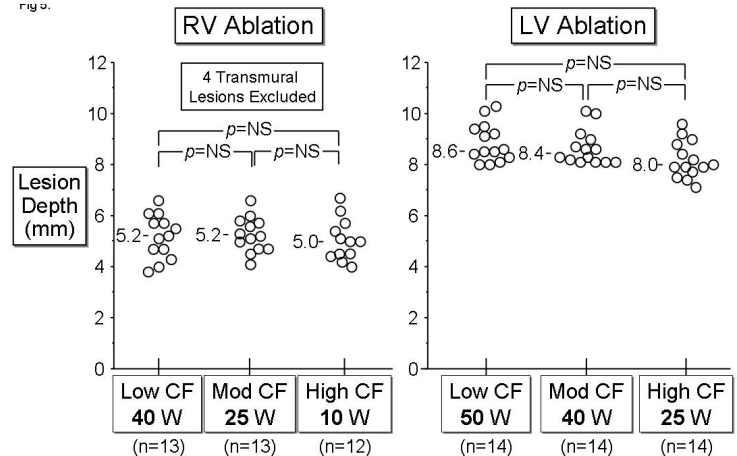 Fig 5:
RV Ablation
LV Ablation
4 Transmural
Lesions Excluded
Lesion
Depth
(mm)
12
10
8
6
4
2
0
p=NS
p=NS
p=NS
5.2-
5.2-
5.0-
Low CF
40 W
(n=13)
Mod CF
25 W
(n=13)
High CF
10 W
(n=12)
12
10
8
6
4
2
0
p=NS
p=NS
p=NS
8.6-
8.4-
8.0-
Low CF
50 W
(n=14)
Mod CF
40 W
(n=14)
High CF
25 W
(n=14)